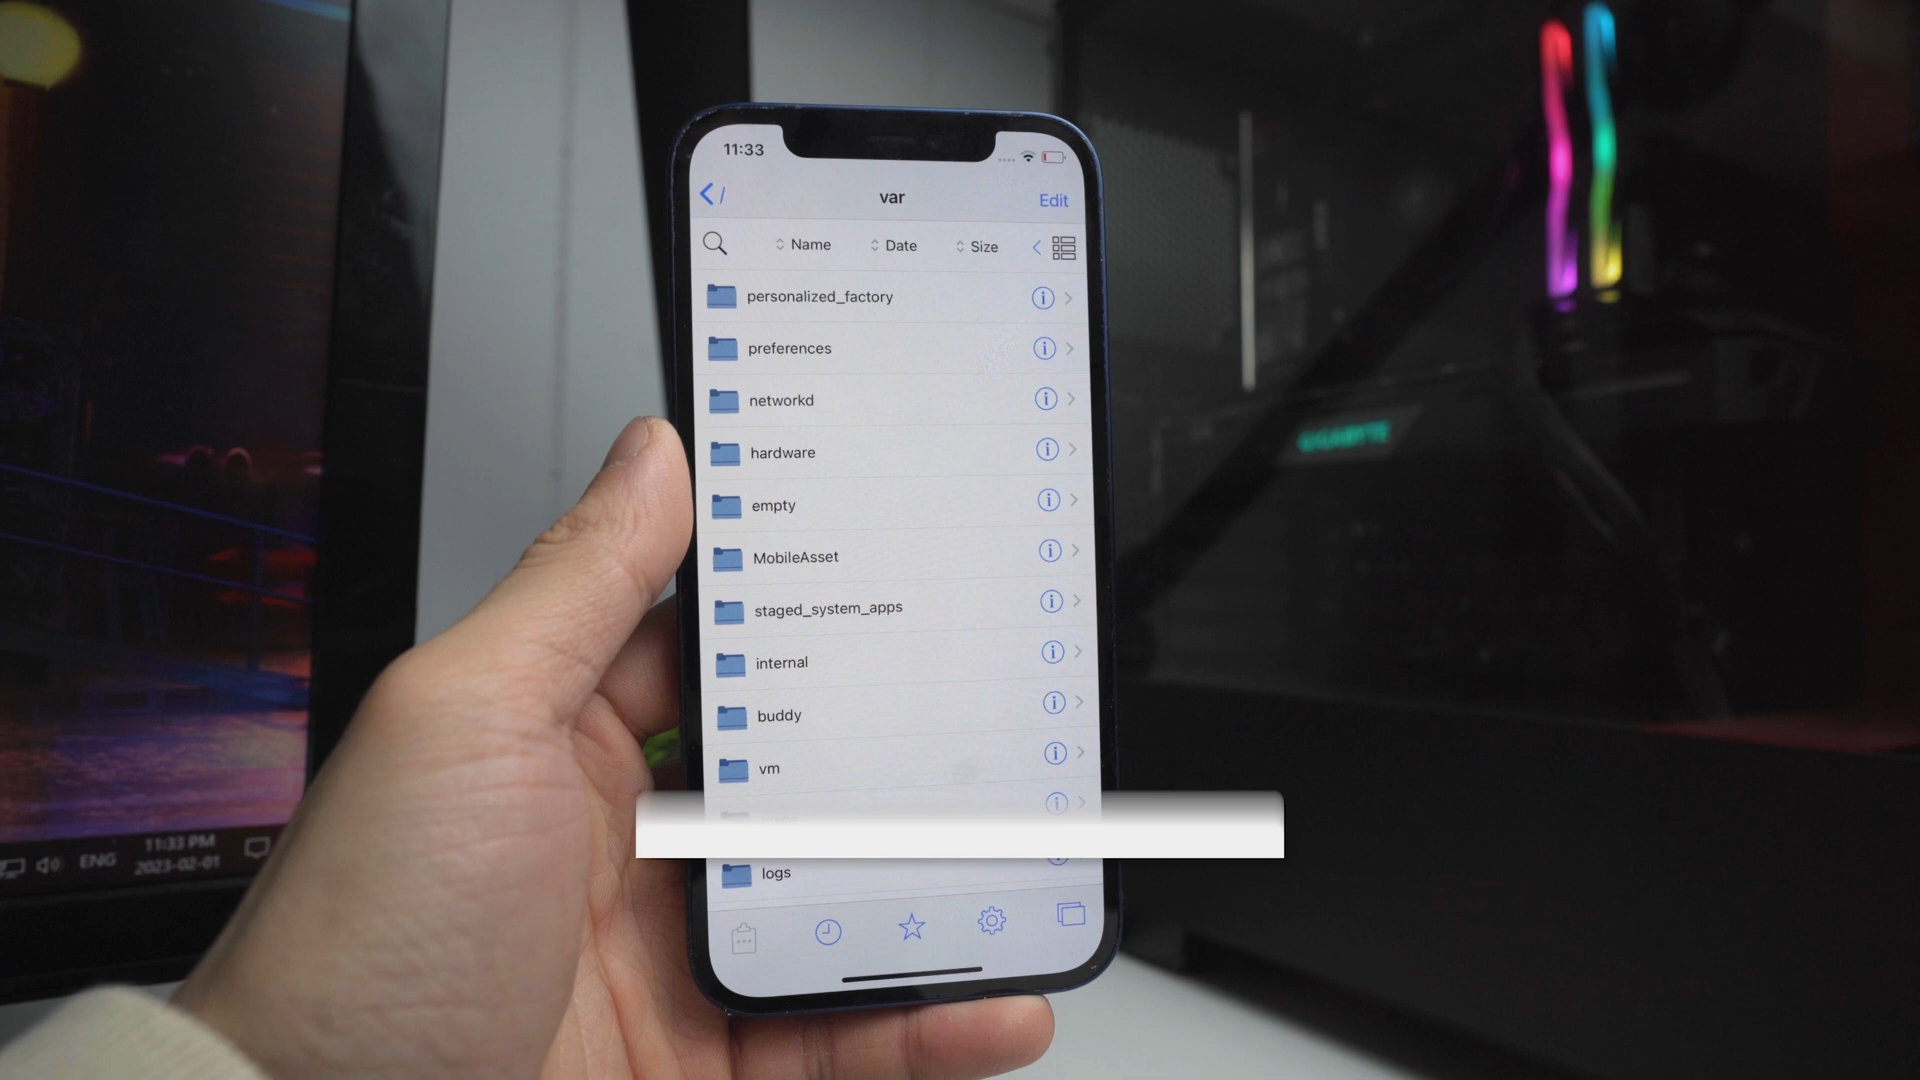 11:33
/
var
Edit
Name
Date
Size
personalized_factory
preferences
networkd
hardware
empty
MobileAsset
staged_system_apps
internal
buddy
vm
logs
GIGABYTE
ENG
11:33 PM
2023-02-01